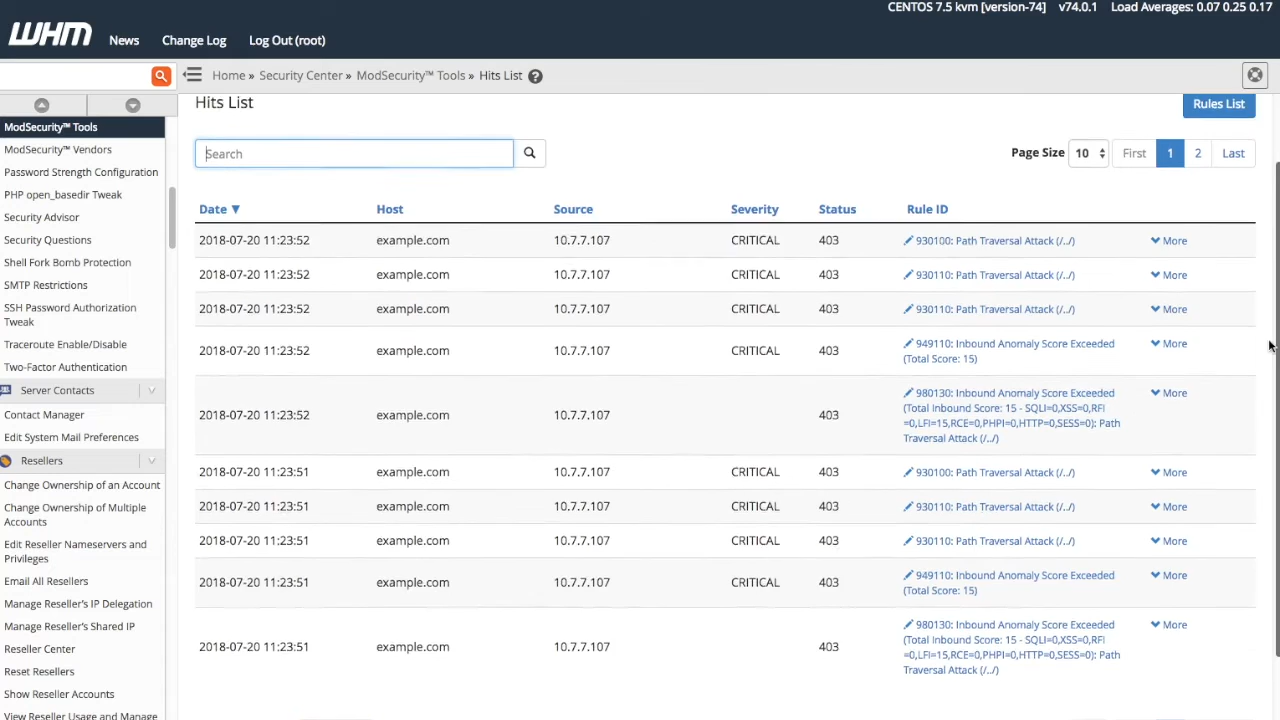 CENTOS 7.5 kvm [version-74] v74.0.1 Load Averages: 0.07 0.25 0.17
WHM News Change Log Log Out (root)
Home » Security Center » ModSecurity™ Tools » Hits List
ModSecurity™ Tools
ModSecurity™ Vendors
Password Strength Configuration
PHP open_basedir Tweak
Security Advisor
Security Questions
Shell Fork Bomb Protection
SMTP Restrictions
SSH Password Authorization
Tweak
Traceroute Enable/Disable
Two-Factor Authentication
Server Contacts
Contact Manager
Edit System Mail Preferences
Resellers
Change Ownership of an Account
Change Ownership of Multiple
Accounts
Edit Reseller Nameservers and
Privileges
Email All Resellers
Manage Reseller's IP Delegation
Manage Reseller's Shared IP
Reseller Center
Reset Resellers
Show Reseller Accounts
View Reseller Usage and Manage
Hits List Rules List
Search Page Size 10 First 1 2 Last
Date Host Source Severity Status Rule ID
2018-07-20 11:23:52 example.com 10.7.7.107 CRITICAL 403 930100: Path Traversal Attack (/../) More
2018-07-20 11:23:52 example.com 10.7.7.107 CRITICAL 403 930110: Path Traversal Attack (/../) More
2018-07-20 11:23:52 example.com 10.7.7.107 CRITICAL 403 930110: Path Traversal Attack (/../) More
2018-07-20 11:23:52 example.com 10.7.7.107 CRITICAL 403 949110: Inbound Anomaly Score Exceeded More
(Total Score: 15)
2018-07-20 11:23:52 example.com 10.7.7.107 403 980130: Inbound Anomaly Score Exceeded More
(Total Inbound Score: 15 - SQLI=0,XSS=0,RFI
=0,LFI=15,RCE=0,PHPI=0,HTTP=0,SESS=0): Path
Traversal Attack (/../)
2018-07-20 11:23:51 example.com 10.7.7.107 CRITICAL 403 930100: Path Traversal Attack (/../) More
2018-07-20 11:23:51 example.com 10.7.7.107 CRITICAL 403 930110: Path Traversal Attack (/../) More
2018-07-20 11:23:51 example.com 10.7.7.107 CRITICAL 403 930110: Path Traversal Attack (/../) More
2018-07-20 11:23:51 example.com 10.7.7.107 CRITICAL 403 949110: Inbound Anomaly Score Exceeded More
(Total Score: 15)
2018-07-20 11:23:51 example.com 10.7.7.107 403 980130: Inbound Anomaly Score Exceeded More
(Total Inbound Score: 15 - SQLI=0,XSS=0,RFI
=0,LFI=15,RCE=0,PHPI=0,HTTP=0,SESS=0): Path
Traversal Attack (/../)